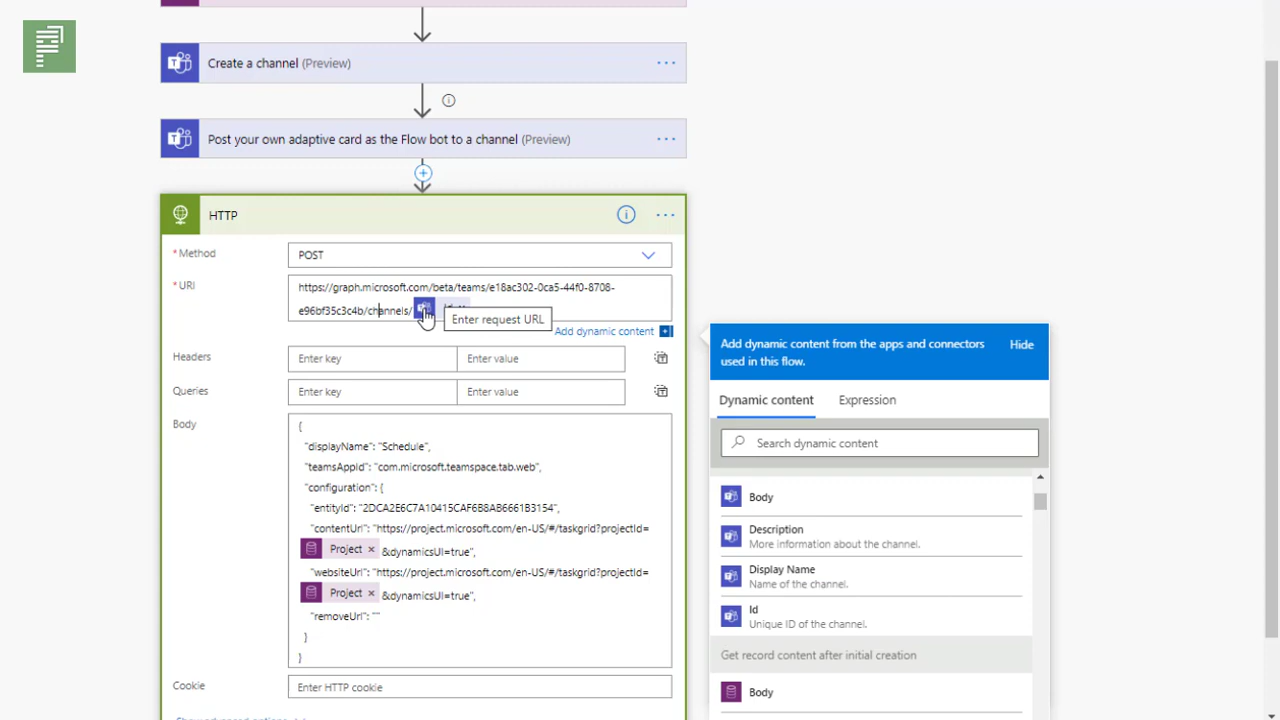 Create a channel (Preview)
Post your own adaptive card as the Flow bot to a channel (Preview)
HTTP
* Method
POST
* URI
https://graph.microsoft.com/beta/teams/e18ac302-0ca5-44f0-8708-
e96bf35c3c4b/channels/
Enter request URL
Add dynamic content
Headers
Enter key
Enter value
Queries
Enter key
Enter value
Body
{
"displayName": "Schedule",
"teamsAppId": "com.microsoft.teamspace.tab.web",
"configuration": {
"entityId": "2DCA2E6C7A10415CAF6B8AB6661B3154",
"contentUrl": "https://project.microsoft.com/en-US/#/taskgrid?projectId=
Project × &dynamicsUI=true",
"websiteUrl": "https://project.microsoft.com/en-US/#/taskgrid?projectId=
Project × &dynamicsUI=true",
"removeUrl": ""
}
}
Cookie
Enter HTTP cookie
Show advanced options
Add dynamic content from the apps and connectors
used in this flow.
Hide
Dynamic content
Expression
Search dynamic content
Body
Description
More information about the channel.
Display Name
Name of the channel.
Id
Unique ID of the channel.
Get record content after initial creation
Body